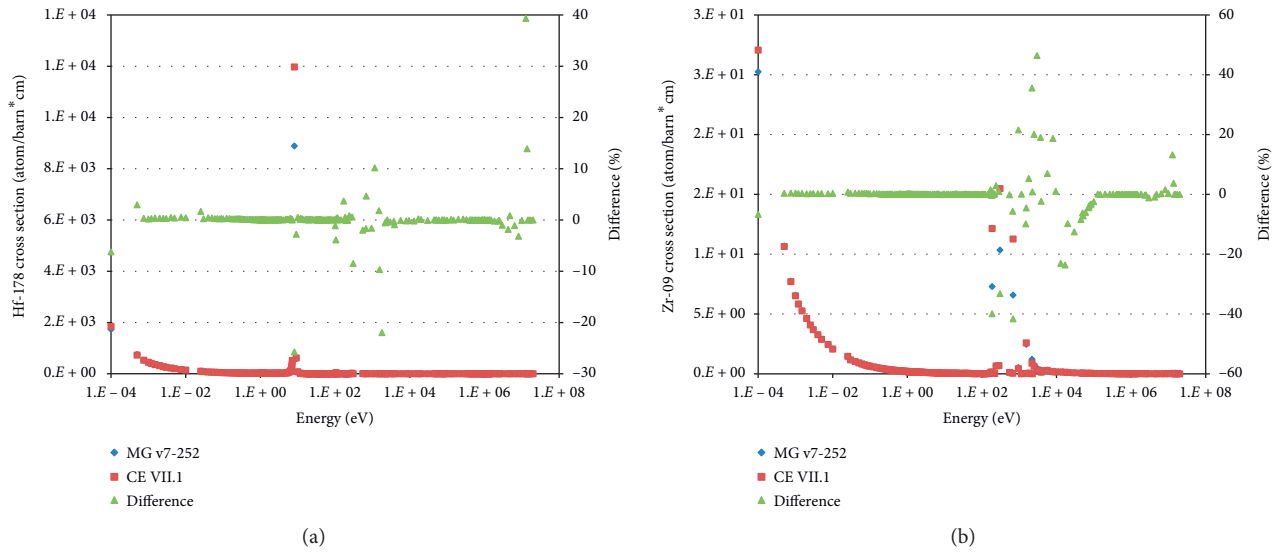 Hf-178 cross section (atom/barn*cm)
1.E + 04
1.E + 04
1.E + 04
8.E + 03
6.E + 03
4.E + 03
2.E + 03
0.E + 00
40
30
20
10
0
−10
−20
−30
Difference (%)
1.E − 04
1.E − 02
1.E + 00
1.E + 02
1.E + 04
1.E + 06
1.E + 08
Energy (eV)
MG v7-252
CE VII.1
Difference
(a)
Zr-09 cross section (atom/barn*cm)
3.E + 01
3.E + 01
2.E + 01
2.E + 01
1.E + 01
5.E + 00
0.E + 00
60
40
20
0
−20
−40
−60
Difference (%)
1.E − 04
1.E − 02
1.E + 00
1.E + 02
1.E + 04
1.E + 06
1.E + 08
Energy (eV)
MG v7-252
CE VII.1
Difference
(b)